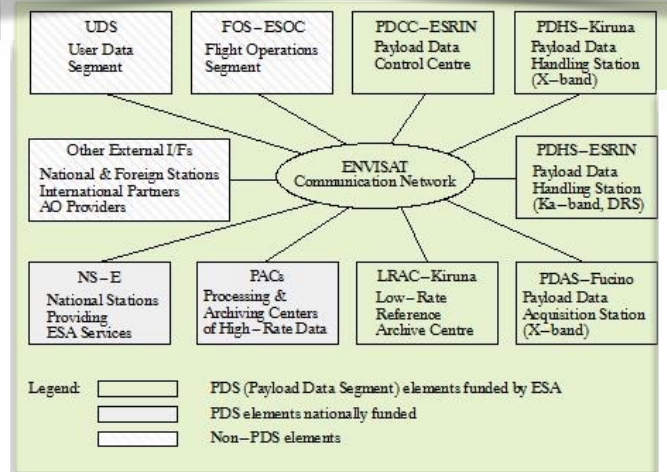 UDS
User Data
Segment
FOS-ESOC
Flight Operations
Segment
PDCC-ESRIN
Payload Data
Control Centre
PDHS-Kiruna
Payload Data
Handling Station
(X-band)
Other External I/Fs
National & Foreign Stations
International Partners
AO Providers
ENVISAT
Communication Network
PDHS-ESRIN
Payload Data
Handling Station
(Ka-band, DRS)
NS-E
National Stations
Providing
ESA Services
PACs
Processing &
Archiving Centers
of High-Rate Data
LRAC-Kiruna
Low-Rate
Reference
Archive Centre
PDAS-Fucino
Payload Data
Acquisition Station
(X-band)
Legend:
PDS (Payload Data Segment) elements funded by ESA
PDS elements nationally funded
Non-PDS elements